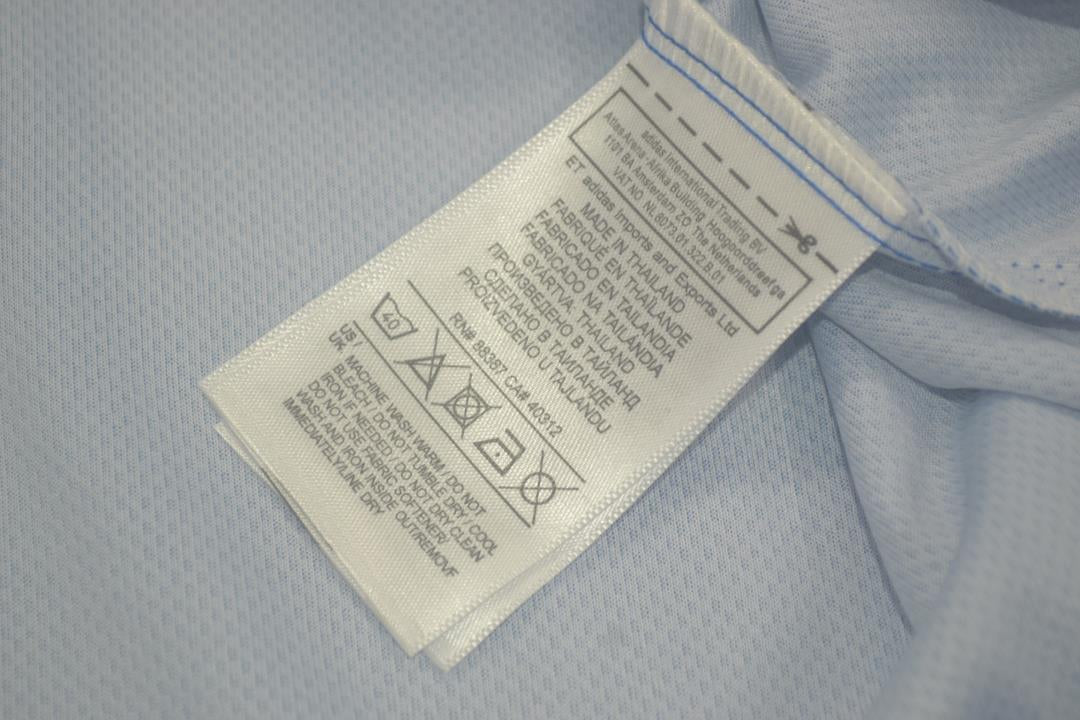 adidas International Trading BV
Atlas Arena, Afrika Building Hoogoorddreef 9a
1101 BA Amsterdam ZO The Netherlands
VAT NO NL8073.01.322.B.01
ET adidas Imports and Exports Ltd
MADE IN THAILAND
FABRIQUÉ EN THAÏLANDE
FABRICADO EN TAILANDIA
FABRICADO NA TAILÂNDIA
GYÁRTVA, THAILAND
ПРОИЗВЕДЕНО В ТАЙЛАНД
СДЕЛАНО В ТАИЛАНДЕ
PROIZVEDENO U TAJLANDU
RN# 88387 CA# 40312
40
US/ MACHINE WASH WARM / DO NOT
UK BLEACH / DO NOT TUMBLE DRY / COOL
IRON IF NEEDED / DO NOT DRY CLEAN
DO NOT USE FABRIC SOFTENER/
WASH AND IRON INSIDE OUT/REMOVE
IMMEDIATELY/LINE DRY